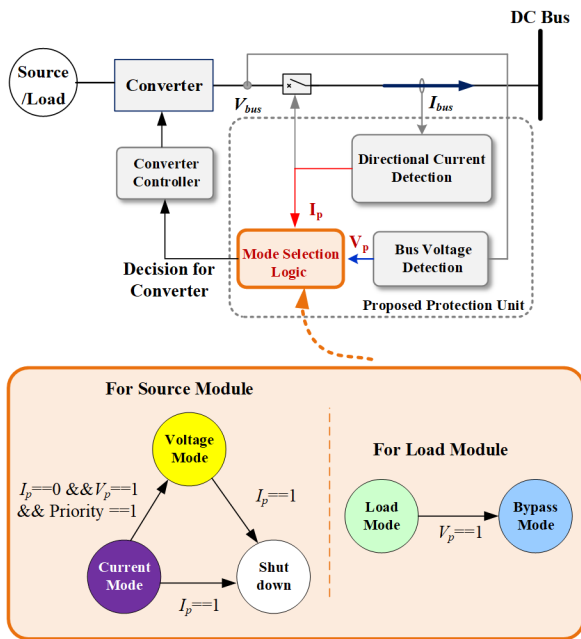 DC Bus
Source
/Load
Converter
V_bus
I_bus
Converter
Controller
Directional Current
Detection
I_p
V_p
Mode Selection
Logic
Bus Voltage
Detection
Decision for
Converter
Proposed Protection Unit
For Source Module
Voltage
Mode
I_p==0 &&V_p==1
&& Priority ==1
I_p==1
Current
Mode
Shut
down
I_p==1
For Load Module
Load
Mode
Bypass
Mode
V_p==1